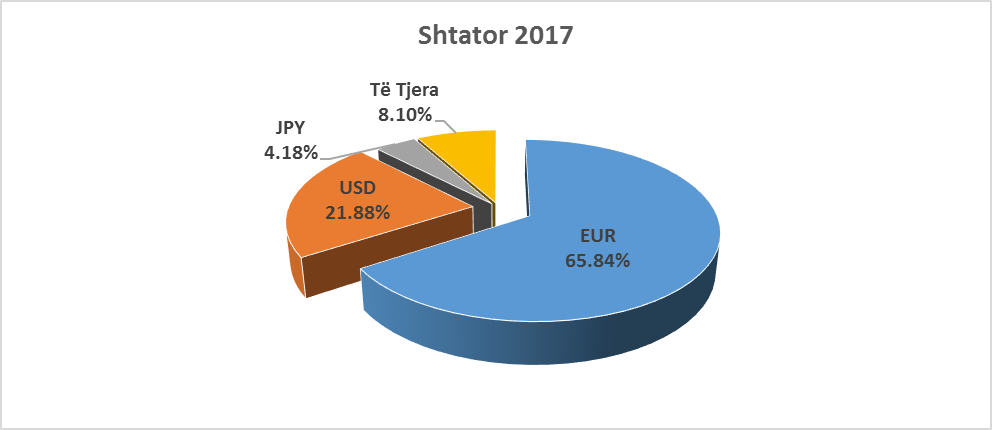 Shtator 2017
Të Tjera
8.10%
JPY
4.18%
USD
21.88%
EUR
65.84%